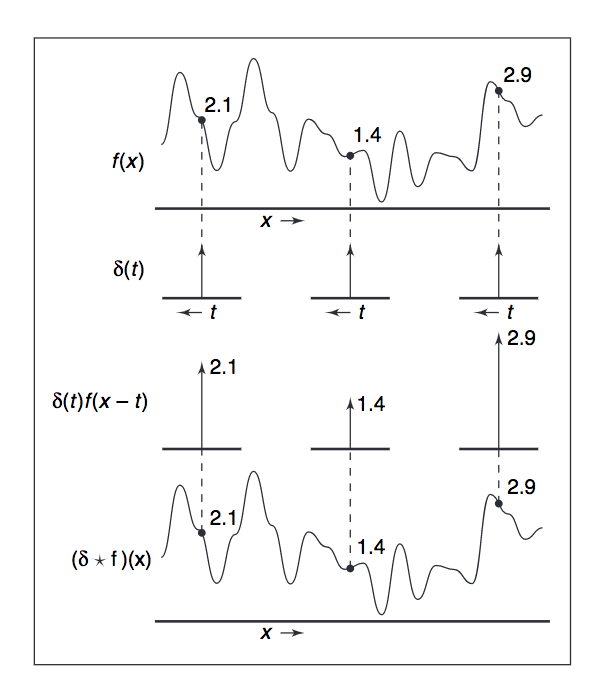 2.9
2.1
1.4
f(x)
x →
δ(t)
← t ← t ← t
2.9
2.1
δ(t)f(x – t)
1.4
2.9
2.1
1.4
(δ ⋆ f )(x)
x →